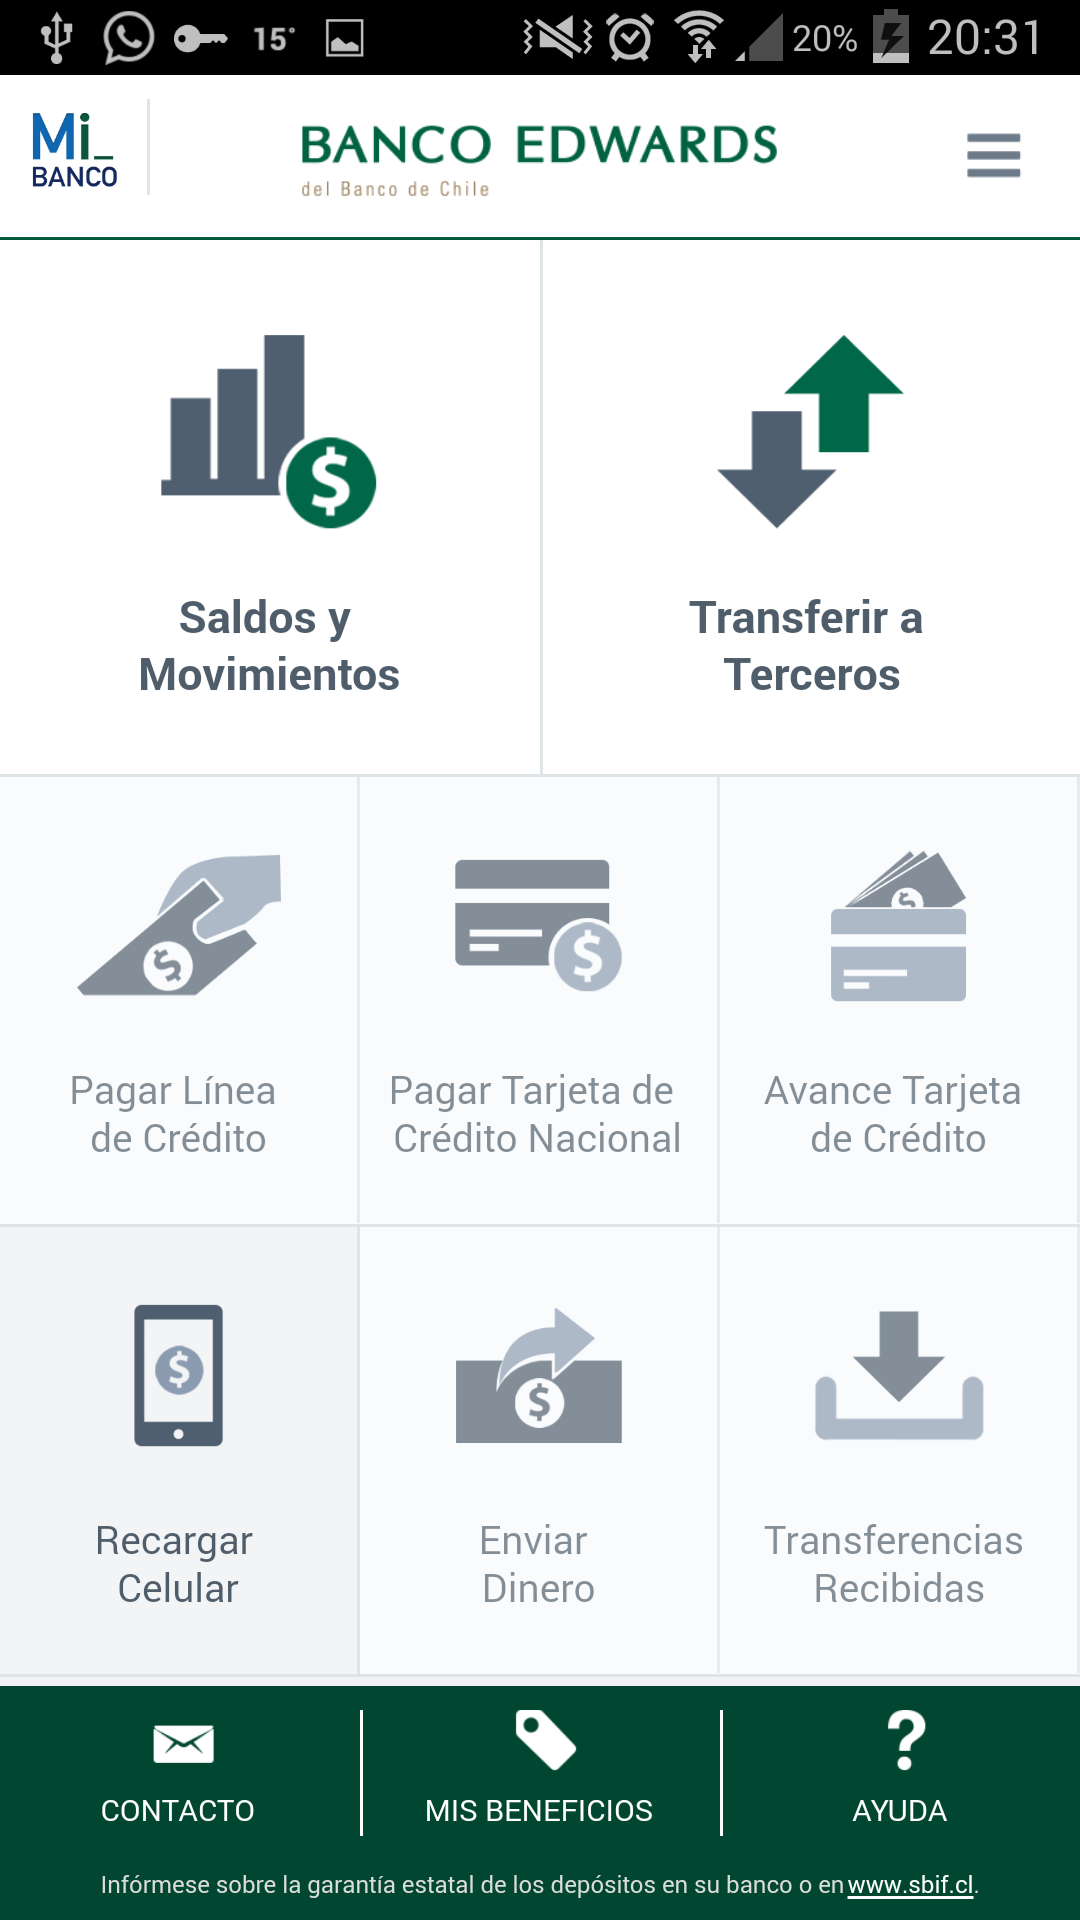 15° 20% 20:31
Mi_
BANCO
BANCO EDWARDS
del Banco de Chile
$
Saldos y
Movimientos
Transferir a
Terceros
$
$
$
Pagar Línea
de Crédito
Pagar Tarjeta de
Crédito Nacional
Avance Tarjeta
de Crédito
$
$
Recargar
Celular
Enviar
Dinero
Transferencias
Recibidas
?
CONTACTO
MIS BENEFICIOS
AYUDA
Infórmese sobre la garantía estatal de los depósitos en su banco o en www.sbif.cl.